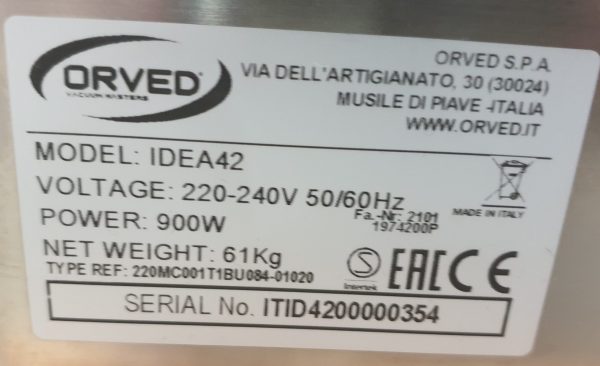 ORVED
VACUUM MASTERS
ORVED S.P.A
VIA DELL'ARTIGIANATO, 30 (30024)
MUSILE DI PIAVE -ITALIA
WWW.ORVED.IT
MODEL: IDEA42
VOLTAGE: 220-240V 50/60Hz
POWER: 900W
Fa.-Nr: 2101
1974200P
MADE IN ITALY
NET WEIGHT: 61Kg
TYPE REF: 220MC001T1BU084-01020
S
Intertek
EAC CE
SERIAL No. ITID4200000354